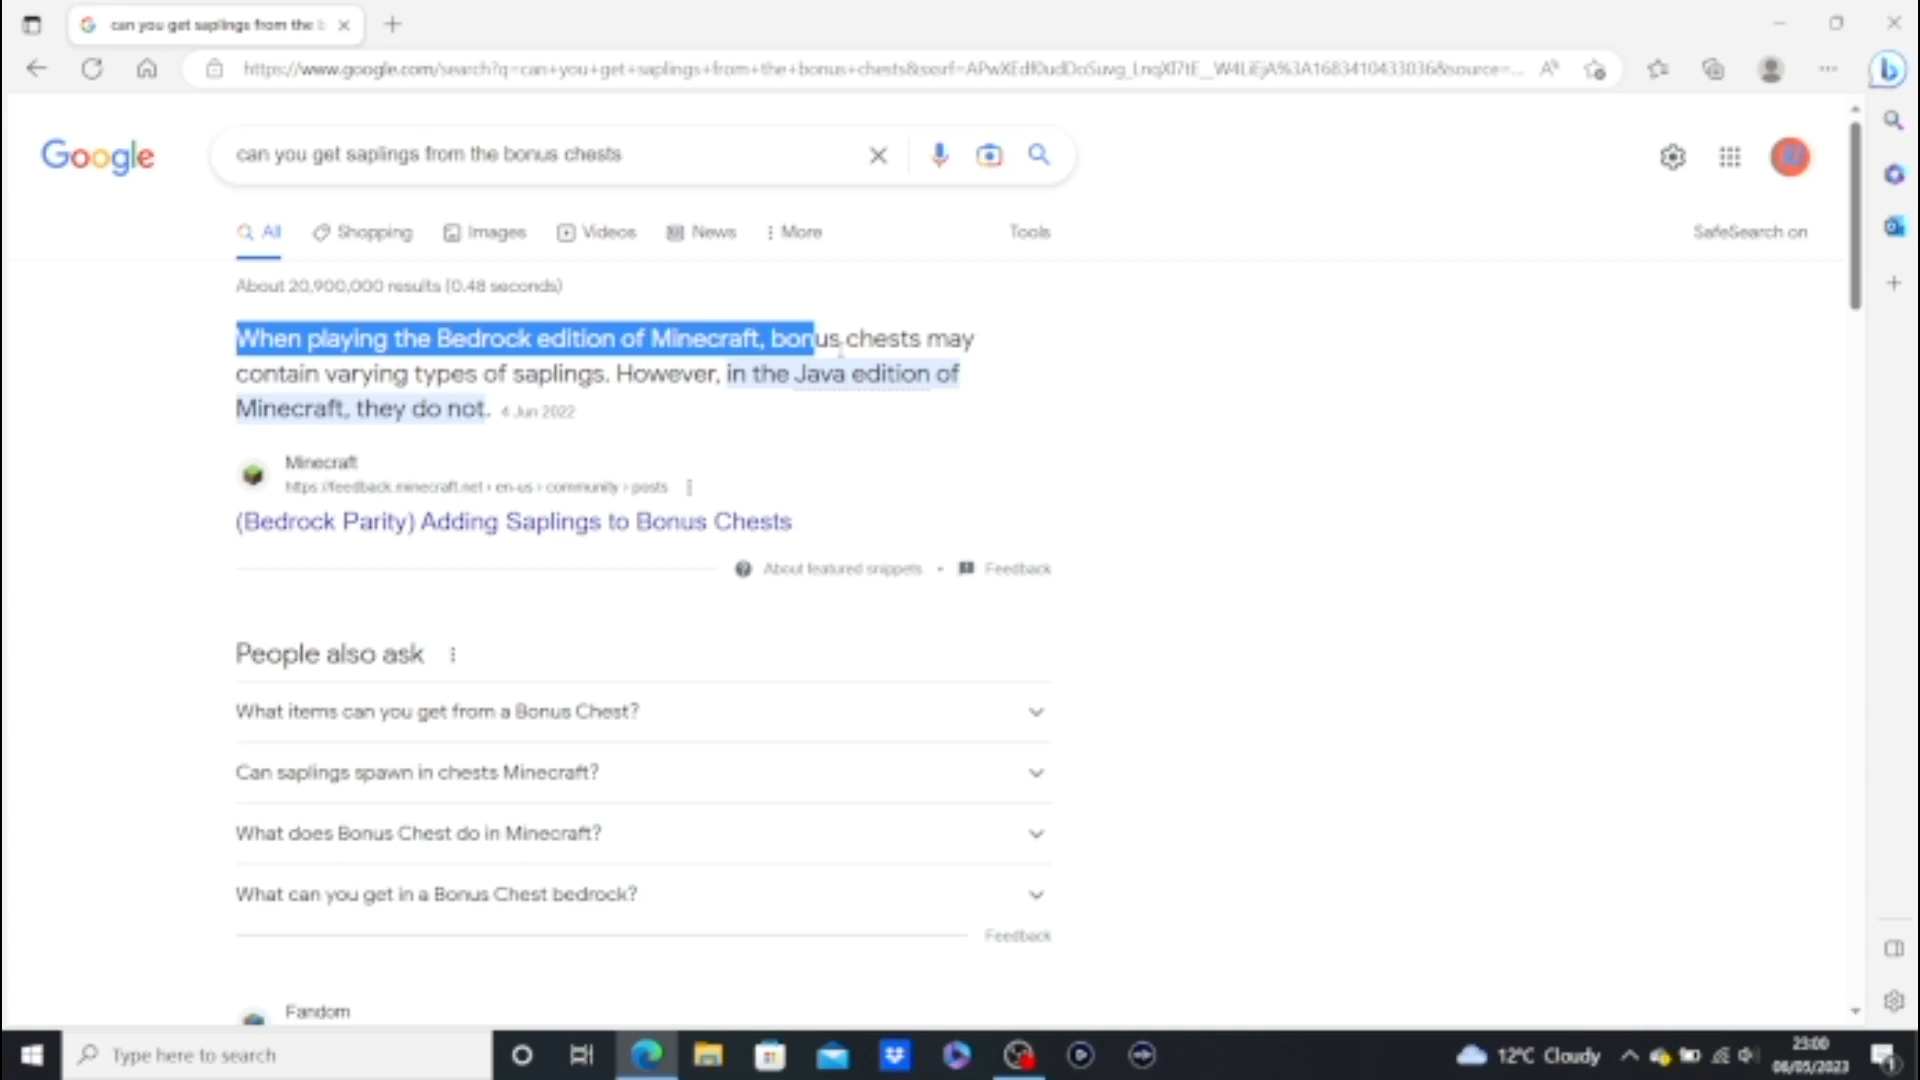 can you get saplings from the b
Google
can you get saplings from the bonus chests
All
Shopping
Images
Videos
News
More
Tools
SafeSearch on
About 20,900,000 results (0.48 seconds)
When playing the Bedrock edition of Minecraft, bonus chests may
contain varying types of saplings. However, in the Java edition of
Minecraft, they do not. 4 Jun 2022
Minecraft
https://feedback.minecraft.net › en-us › community › posts
(Bedrock Parity) Adding Saplings to Bonus Chests
About featured snippets • Feedback
People also ask
What items can you get from a Bonus Chest?
Can saplings spawn in chests Minecraft?
What does Bonus Chest do in Minecraft?
What can you get in a Bonus Chest bedrock?
Feedback
Fandom
Type here to search
12°C Cloudy
23:00
06/05/2023